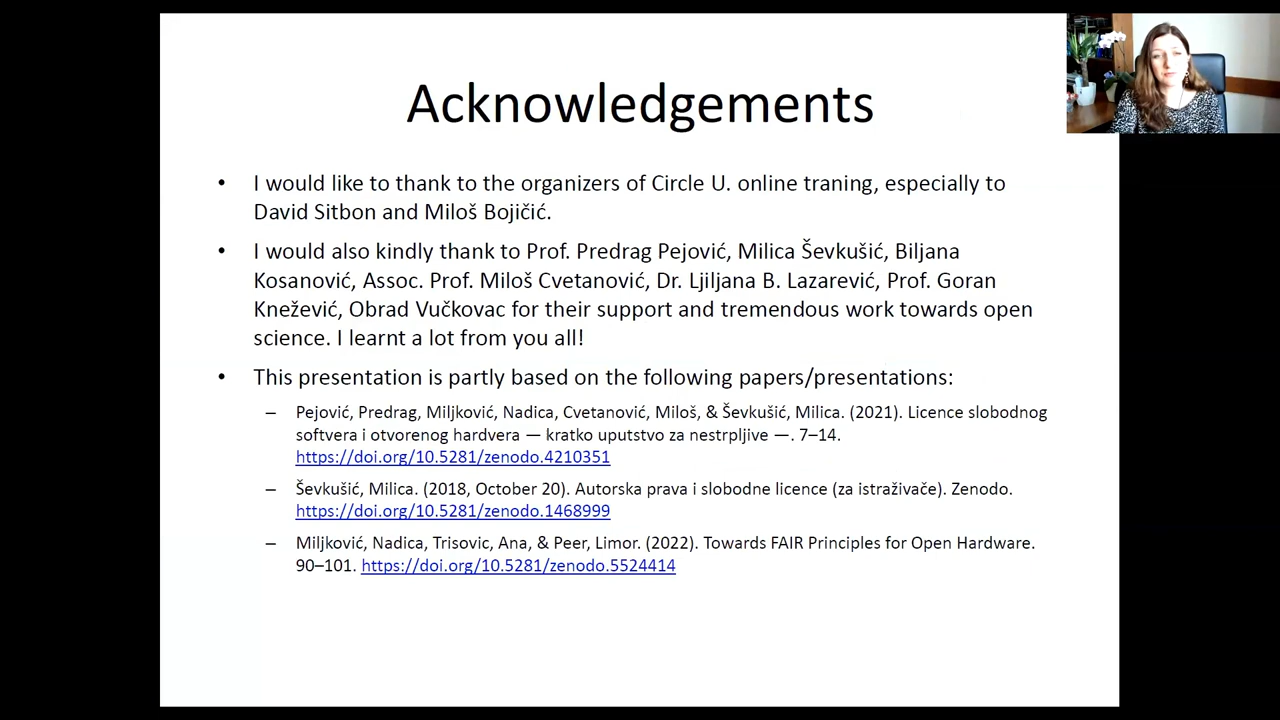 Acknowledgements
• I would like to thank to the organizers of Circle U. online traning, especially to
David Sitbon and Miloš Bojičić.
• I would also kindly thank to Prof. Predrag Pejović, Milica Ševkušić, Biljana
Kosanović, Assoc. Prof. Miloš Cvetanović, Dr. Ljiljana B. Lazarević, Prof. Goran
Knežević, Obrad Vučkovac for their support and tremendous work towards open
science. I learnt a lot from you all!
• This presentation is partly based on the following papers/presentations:
– Pejović, Predrag, Miljković, Nadica, Cvetanović, Miloš, & Ševkušić, Milica. (2021). Licence slobodnog
softvera i otvorenog hardvera — kratko uputstvo za nestrpljive —. 7–14.
https://doi.org/10.5281/zenodo.4210351
– Ševkušić, Milica. (2018, October 20). Autorska prava i slobodne licence (za istraživače). Zenodo.
https://doi.org/10.5281/zenodo.1468999
– Miljković, Nadica, Trisovic, Ana, & Peer, Limor. (2022). Towards FAIR Principles for Open Hardware.
90–101. https://doi.org/10.5281/zenodo.5524414